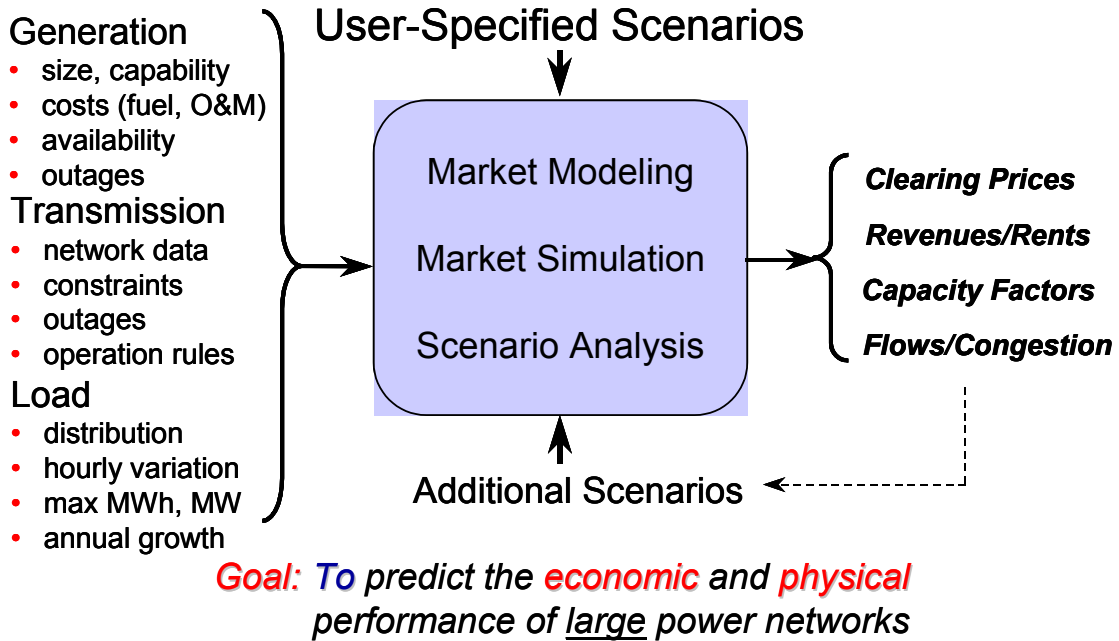 Generation
• size, capability
• costs (fuel, O&M)
• availability
• outages
Transmission
• network data
• constraints
• outages
• operation rules
Load
• distribution
• hourly variation
• max MWh, MW
• annual growth
User-Specified Scenarios
Market Modeling
Market Simulation
Scenario Analysis
Clearing Prices
Revenues/Rents
Capacity Factors
Flows/Congestion
Additional Scenarios
Goal: To predict the economic and physical
performance of large power networks